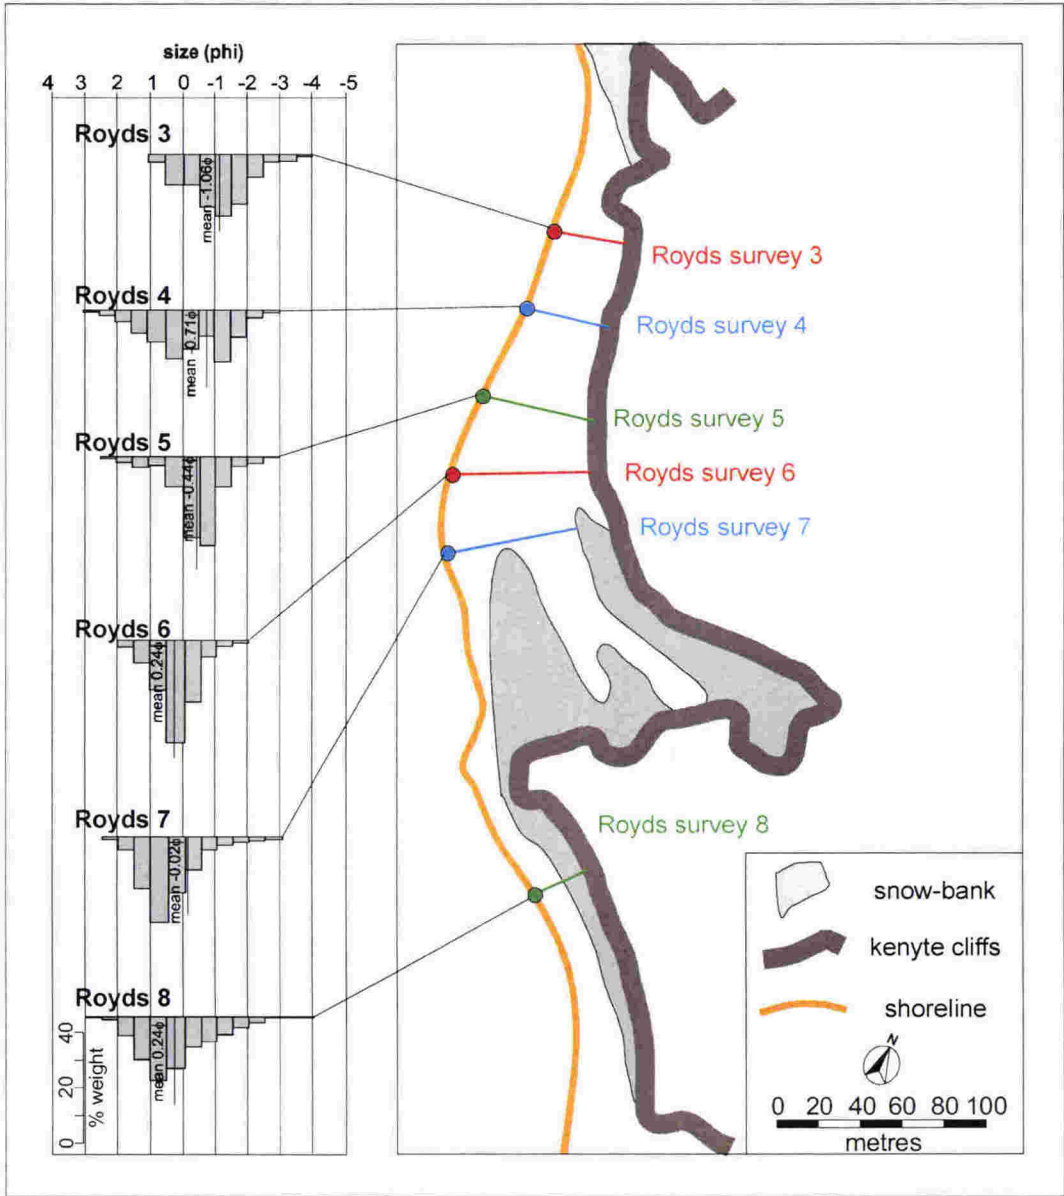 size (phi)
4 3 2 1 0 -1 -2 -3 -4 -5
Royds 3
mean -1.06ϕ
Royds 4
mean -0.71ϕ
Royds 5
mean -0.44ϕ
Royds 6
mean 0.24ϕ
Royds 7
mean -0.02ϕ
Royds 8
mean 0.24ϕ
40
20
0
% weight
Royds survey 3
Royds survey 4
Royds survey 5
Royds survey 6
Royds survey 7
Royds survey 8
snow-bank
kenyte cliffs
shoreline
N
0 20 40 60 80 100
metres